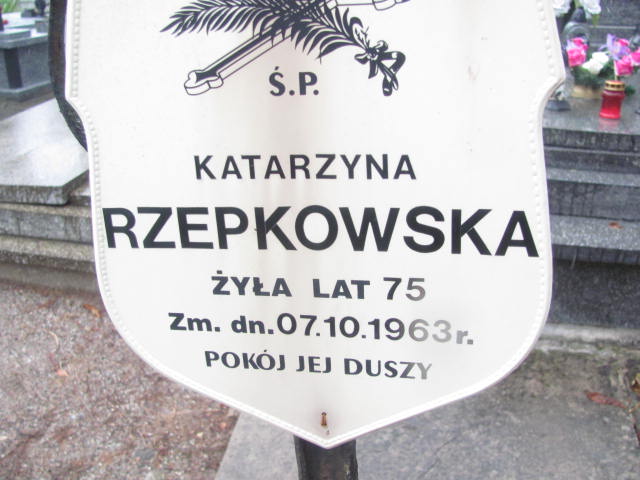 Ś.P.
KATARZYNA
RZEPKOWSKA
ŻYŁA LAT 75
Zm. dn. 07.10.1963 r.
POKÓJ JEJ DUSZY